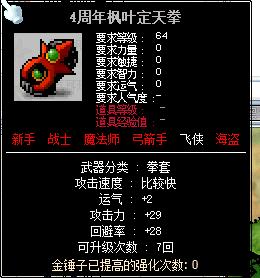 4周年枫叶定天拳
要求等级： 64
要求力量： 0
要求敏捷： 0
要求智力： 0
要求运气： 0
要求人气度： -
道具等级： -
道具经验值： -
新手 战士 魔法师 弓箭手 飞侠 海盗
武器分类 : 拳套
攻击速度 : 比较快
运气 : +2
攻击力 : +29
回避率 : +28
可升级次数 : 7回
金锤子已提高的强化次数: 0